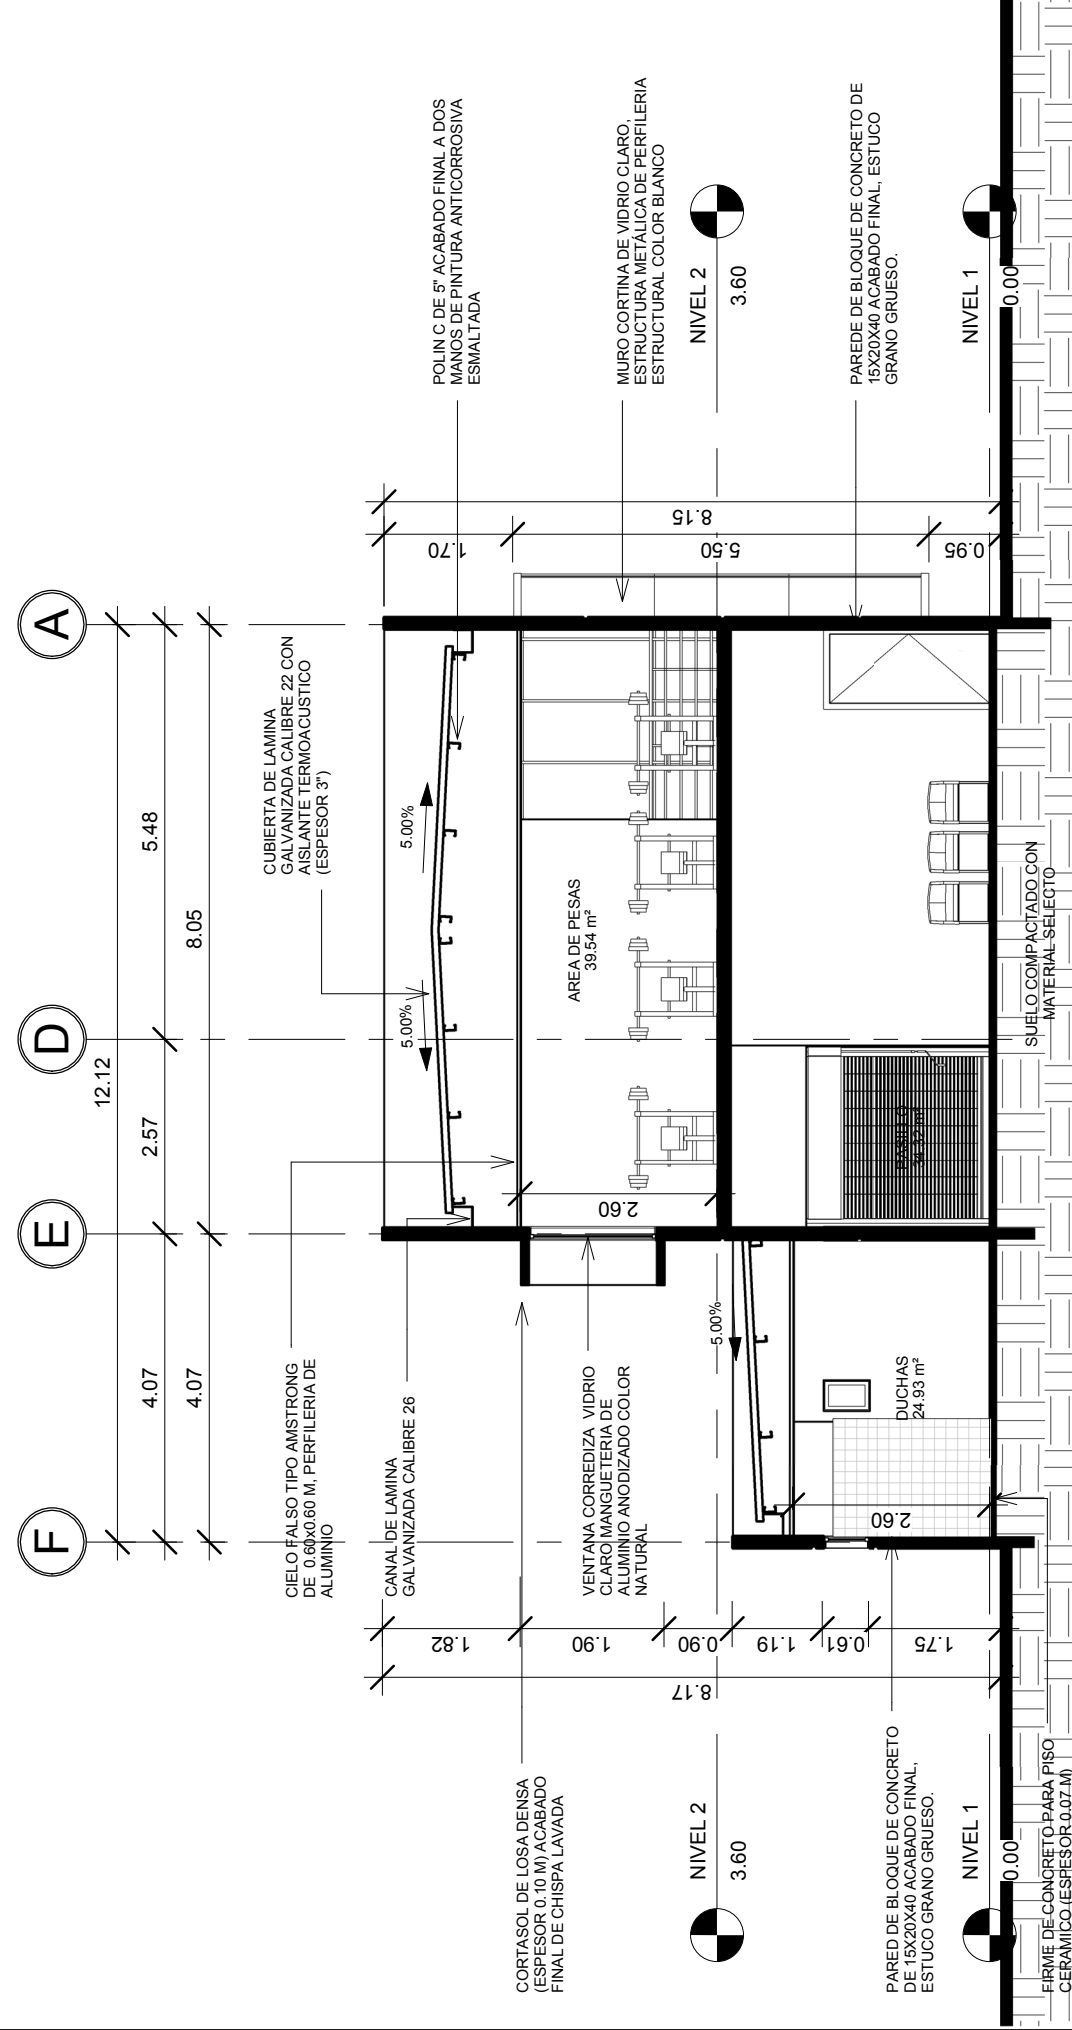 F
E
D
A
12.12
4.07
2.57
5.48
4.07
8.05
CIELO FALSO TIPO AMSTRONG
DE 0.60x0.60 M, PERFILERIA DE
ALUMINIO
CUBIERTA DE LAMINA
GALVANIZADA CALIBRE 22 CON
AISLANTE TERMOACUSTICO
(ESPESOR 3")
CANAL DE LAMINA
GALVANIZADA CALIBRE 26
POLIN C DE 5" ACABADO FINAL A DOS
MANOS DE PINTURA ANTICORROSIVA
ESMALTADA
5.00%
5.00%
CORTASOL DE LOSA DENSA
(ESPESOR 0.10 M) ACABADO
FINAL DE CHISPA LAVADA
VENTANA CORREDIZA VIDRIO
CLARO MANGUETERIA DE
ALUMINIO ANODIZADO COLOR
NATURAL
AREA DE PESAS
39.54 m²
MURO CORTINA DE VIDRIO CLARO,
ESTRUCTURA METÁLICA DE PERFILERIA
ESTRUCTURAL COLOR BLANCO
1.82
1.90
0.90
1.19
0.61
1.75
8.17
2.60
2.60
1.70
5.50
0.95
8.15
NIVEL 2
3.60
NIVEL 2
3.60
5.00%
PARED DE BLOQUE DE CONCRETO
DE 15X20X40 ACABADO FINAL,
ESTUCO GRANO GRUESO.
DUCHAS
24.93 m²
PASILLO
34.32 m²
PAREDE DE BLOQUE DE CONCRETO DE
15X20X40 ACABADO FINAL, ESTUCO
GRANO GRUESO.
NIVEL 1
0.00
NIVEL 1
0.00
FIRME DE CONCRETO PARA PISO
CERAMICO (ESPESOR 0.07 M)
SUELO COMPACTADO CON
MATERIAL SELECTO